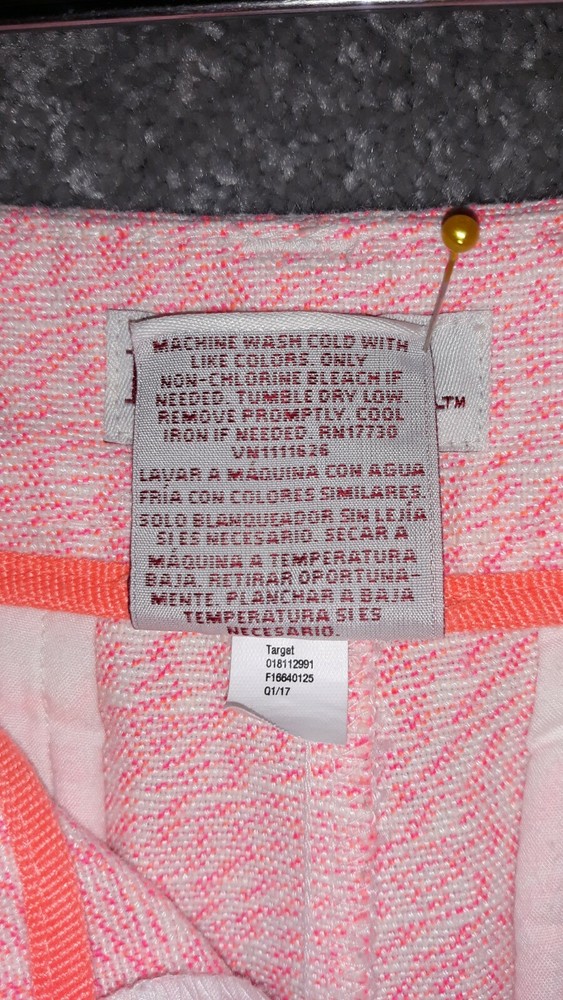 MACHINE WASH COLD WITH
LIKE COLORS. ONLY
NON-CHLORINE BLEACH IF
NEEDED. TUMBLE DRY LOW.
REMOVE PROMPTLY. COOL
IRON IF NEEDED. RN17730
VN1111626
LAVAR A MÁQUINA CON AGUA
FRÍA CON COLORES SIMILARES.
SOLO BLANQUEADOR SIN LEJÍA
SI ES NECESARIO. SECAR A
MÁQUINA A TEMPERATURA
BAJA. RETIRAR OPORTUNA-
MENTE. PLANCHAR A BAJA
TEMPERATURA SI ES
NECESARIO.
Target
018112991
F16640125
Q1/17